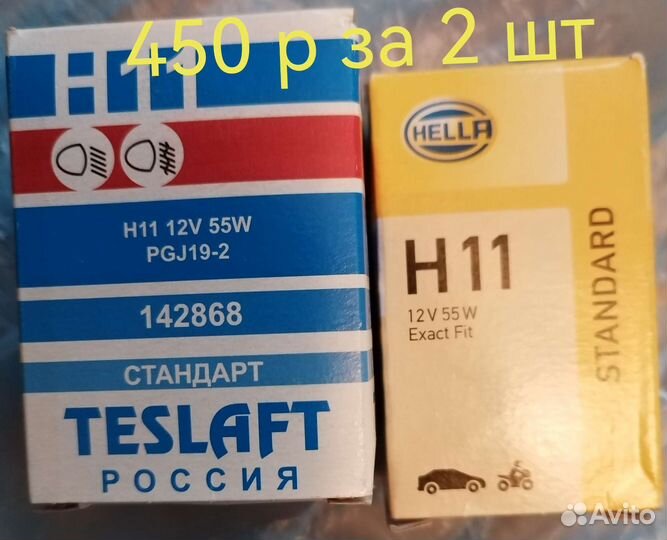 450 р за 2 шт
H11
H11 12V 55W
PGJ19-2
142868
СТАНДАРТ
TESLAFT
РОССИЯ
HELLA
H11
12V 55W
Exact Fit
STANDARD
Avito